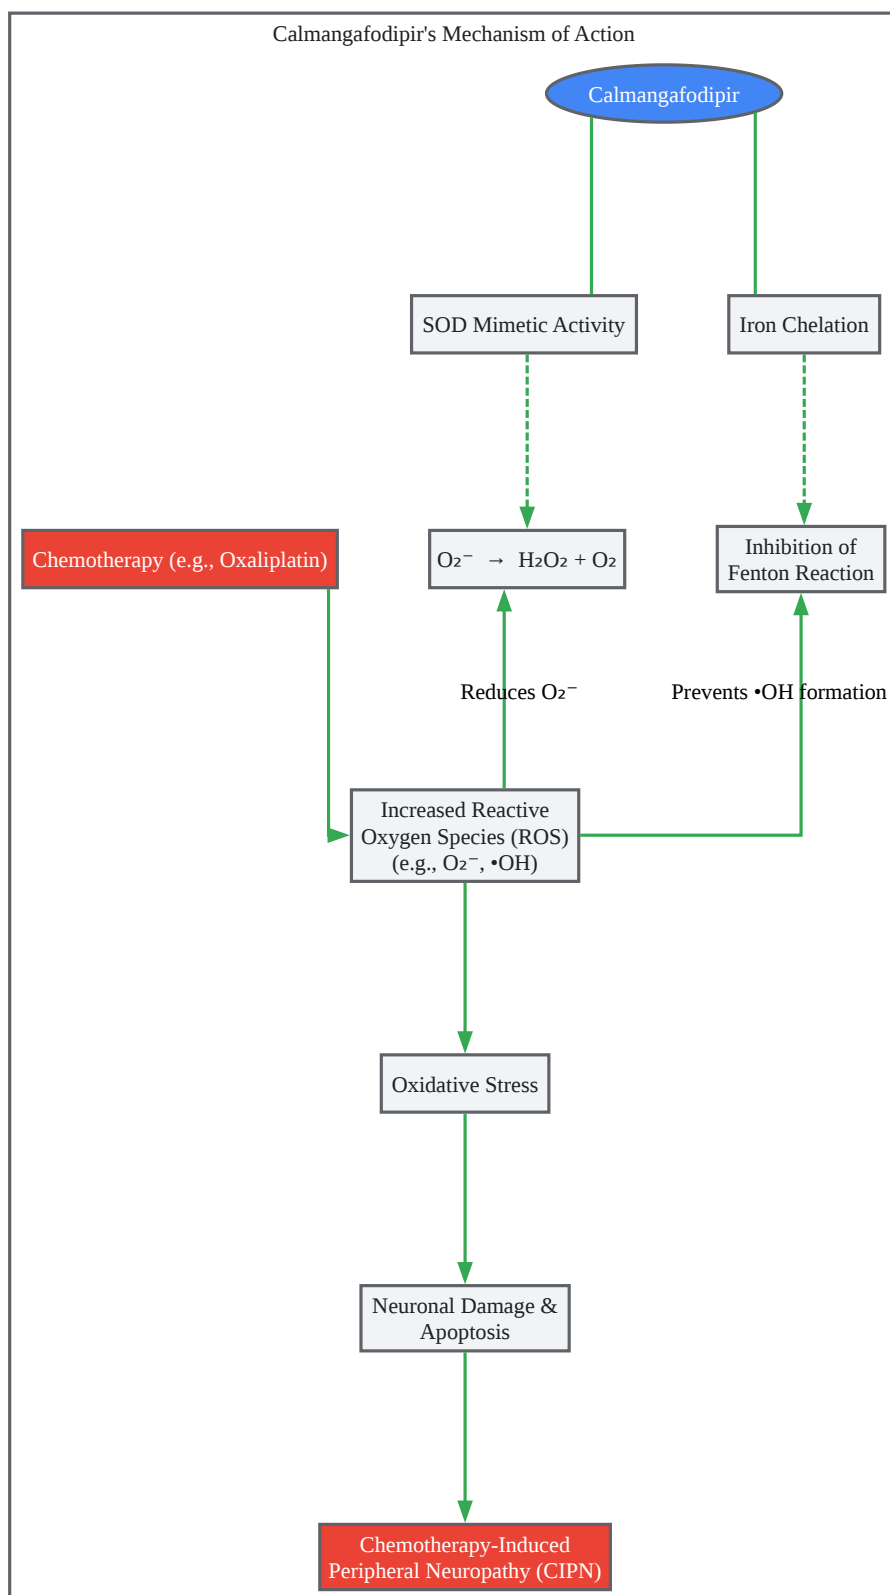 Calmangafodipir's Mechanism of Action
Calmangafodipir
SOD Mimetic Activity
Iron Chelation
Chemotherapy (e.g., Oxaliplatin)
O₂⁻ → H₂O₂ + O₂
Inhibition of
Fenton Reaction
Reduces O₂⁻
Prevents •OH formation
Increased Reactive
Oxygen Species (ROS)
(e.g., O₂⁻, •OH)
Oxidative Stress
Neuronal Damage &
Apoptosis
Chemotherapy-Induced
Peripheral Neuropathy (CIPN)